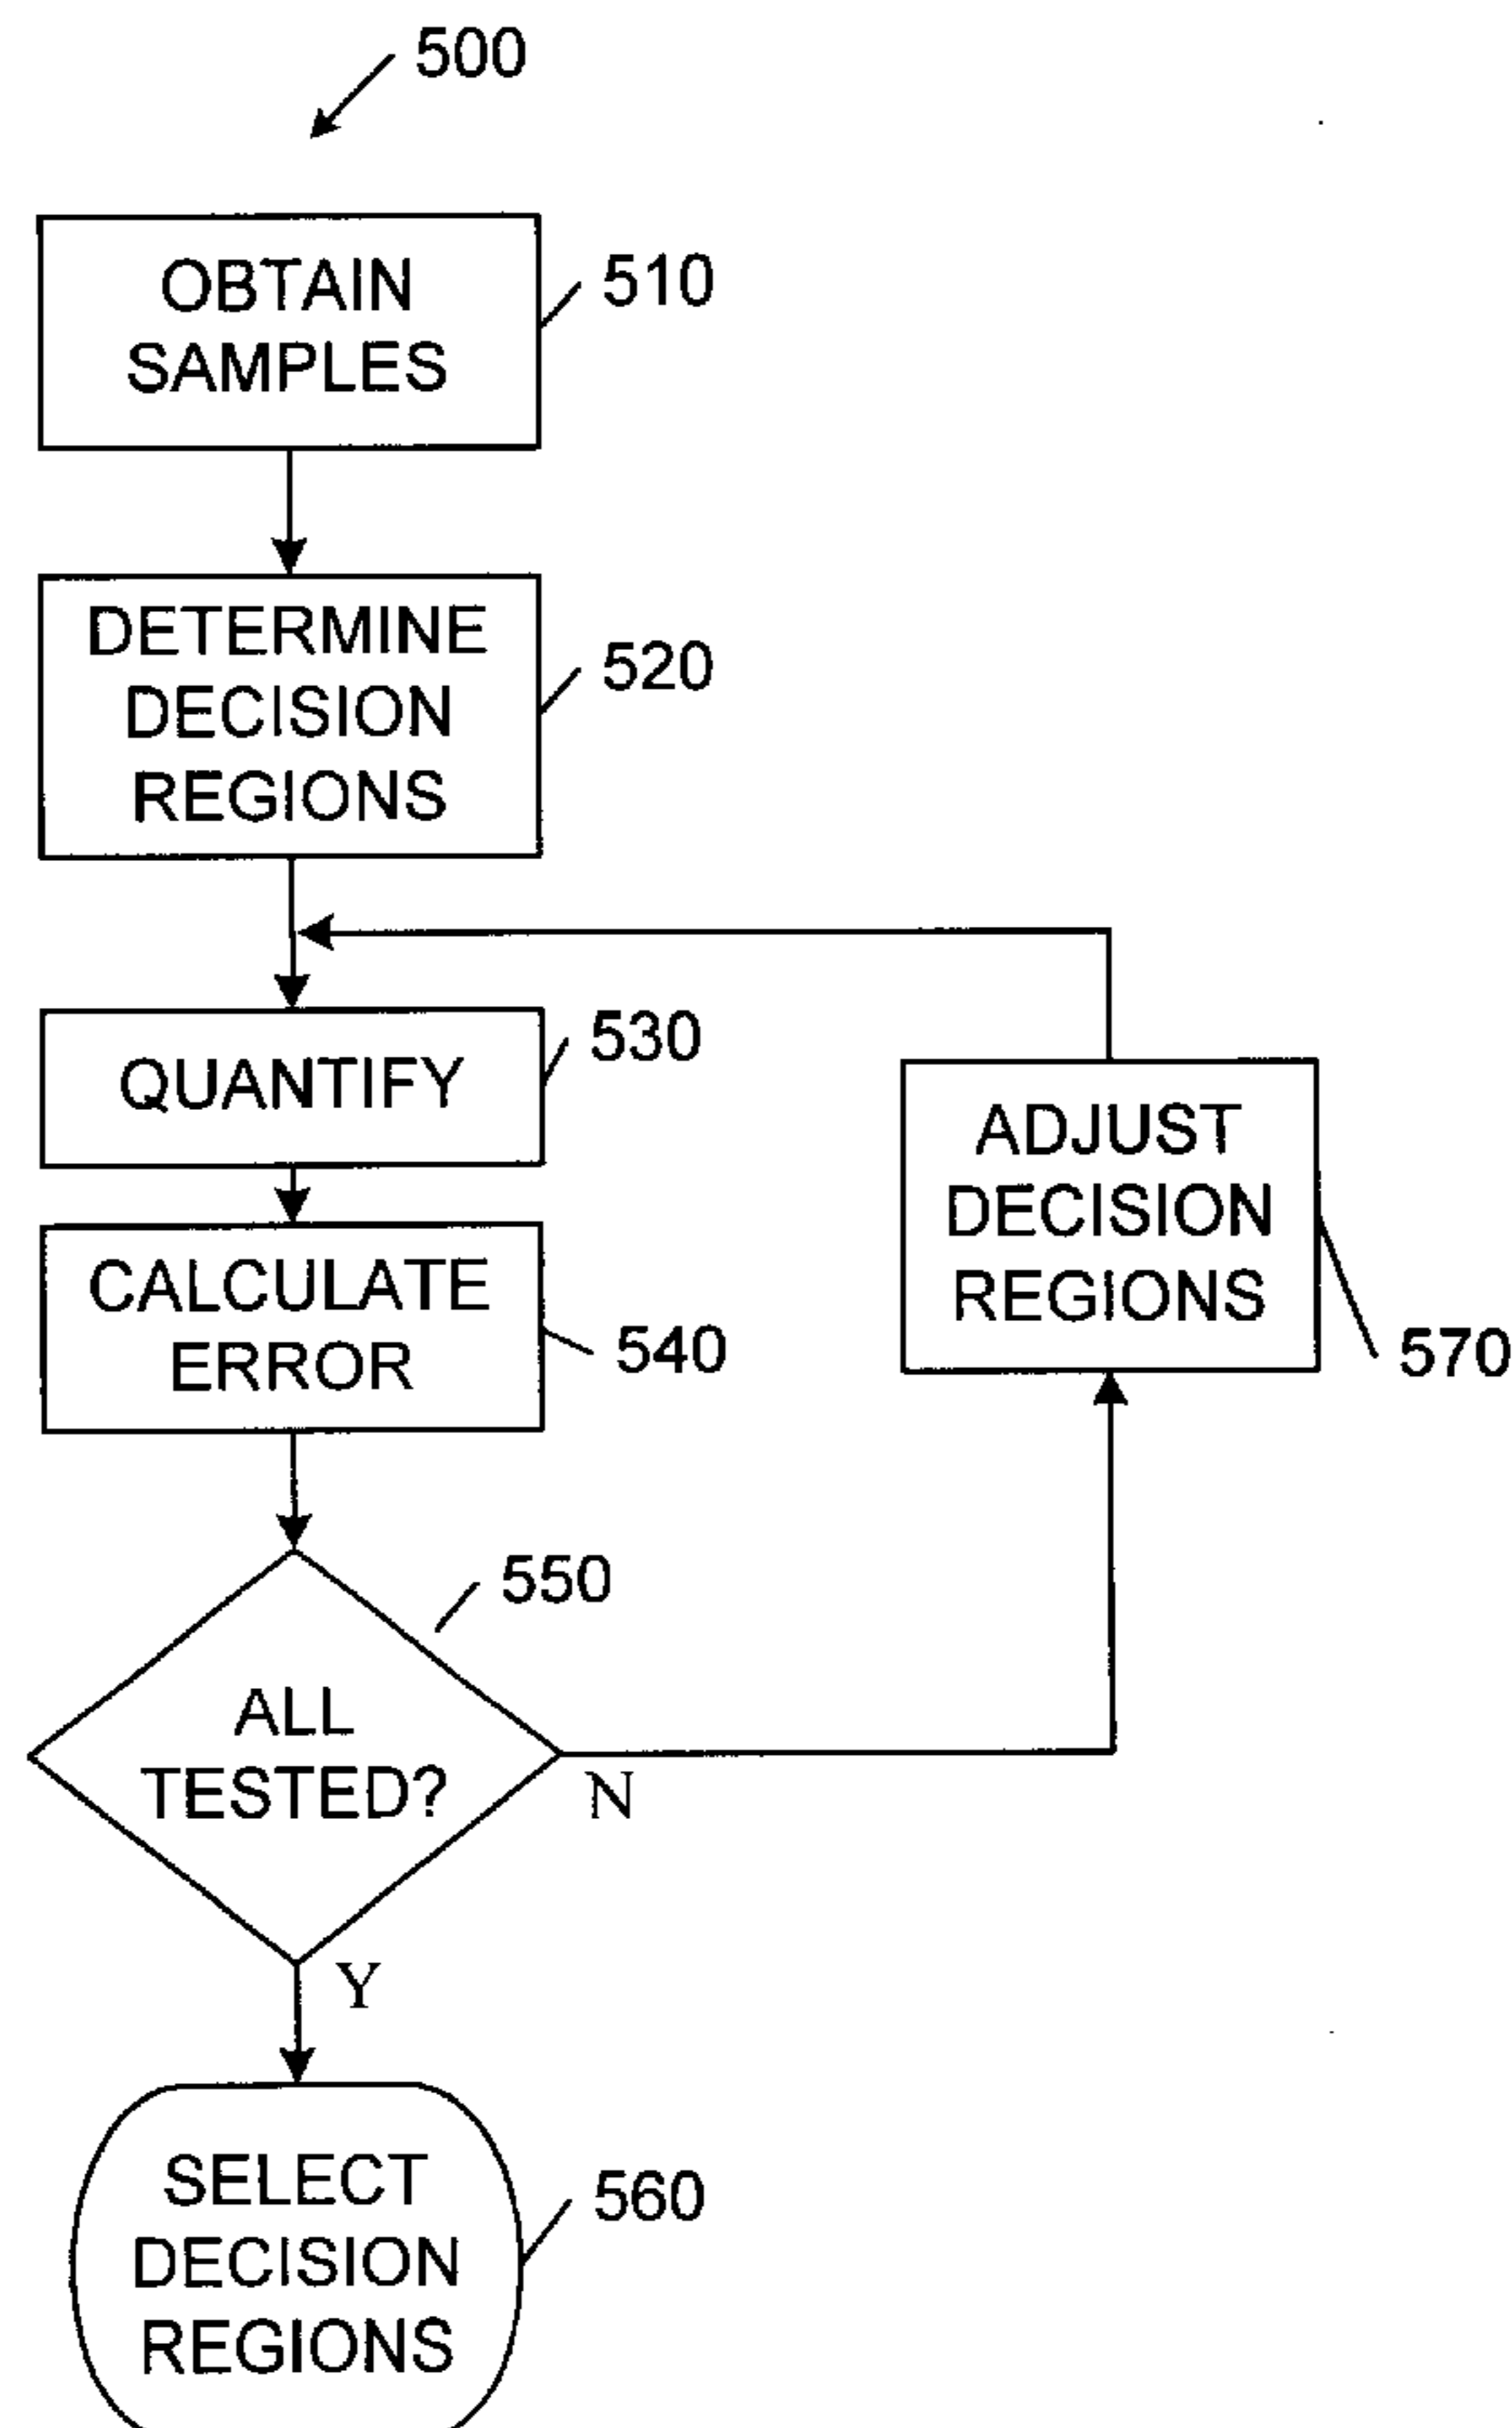 500
OBTAIN
SAMPLES
510
DETERMINE
DECISION
REGIONS
520
QUANTIFY
530
CALCULATE
ERROR
540
ADJUST
DECISION
REGIONS
570
550
ALL
TESTED?
N
Y
SELECT
DECISION
REGIONS
560